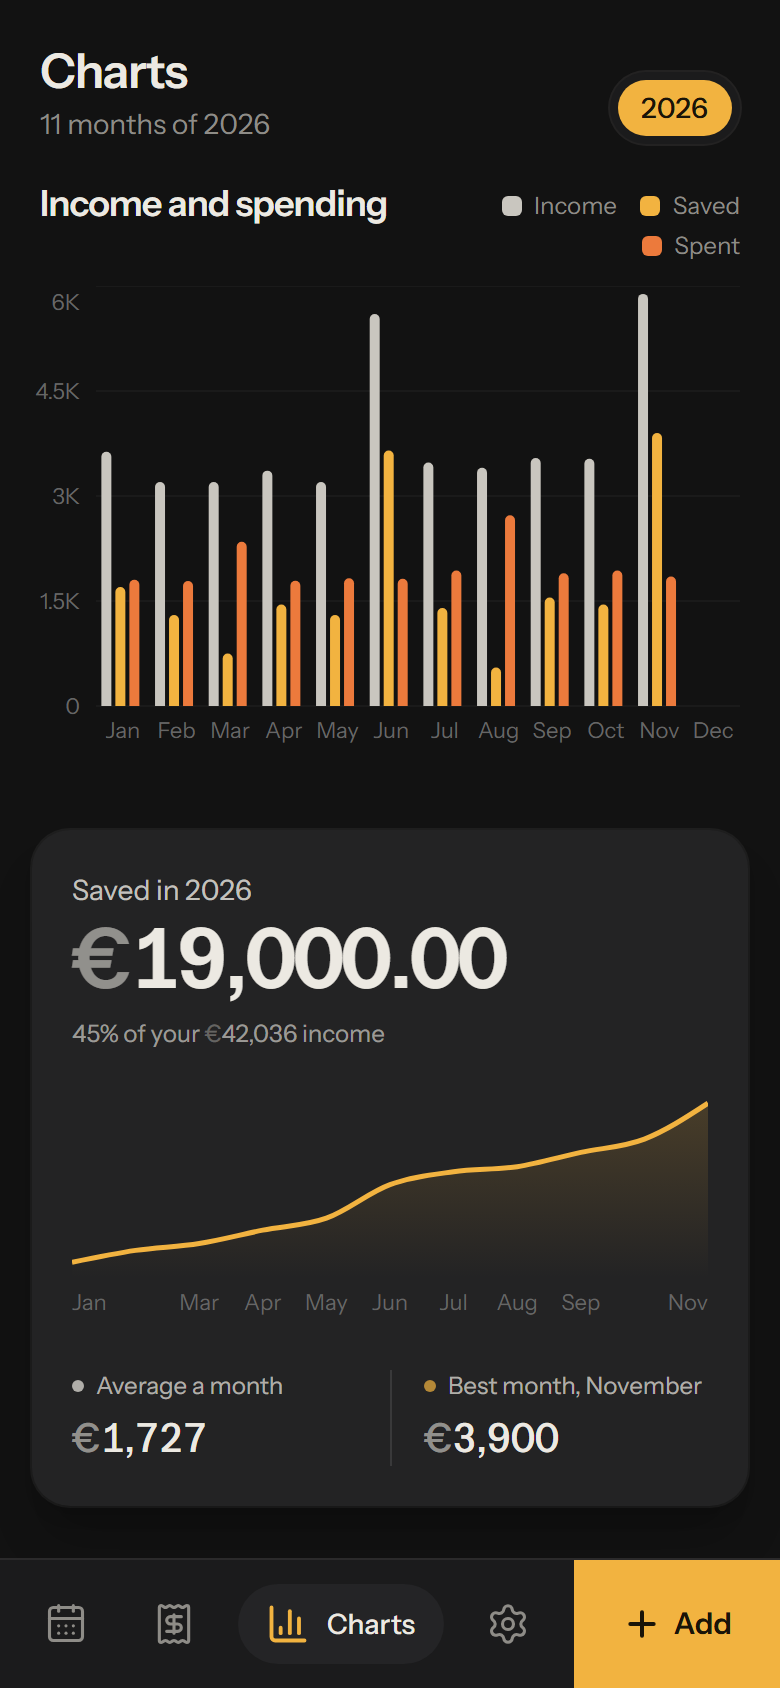 Charts
11 months of 2026
2026
Income and spending
Income Saved
Spent
6K
4.5K
3K
1.5K
0
Jan Feb Mar Apr May Jun Jul Aug Sep Oct Nov Dec
Saved in 2026
€19,000.00
45% of your €42,036 income
Jan Mar Apr May Jun Jul Aug Sep Nov
Average a month
€1,727
Best month, November
€3,900
Charts
Add